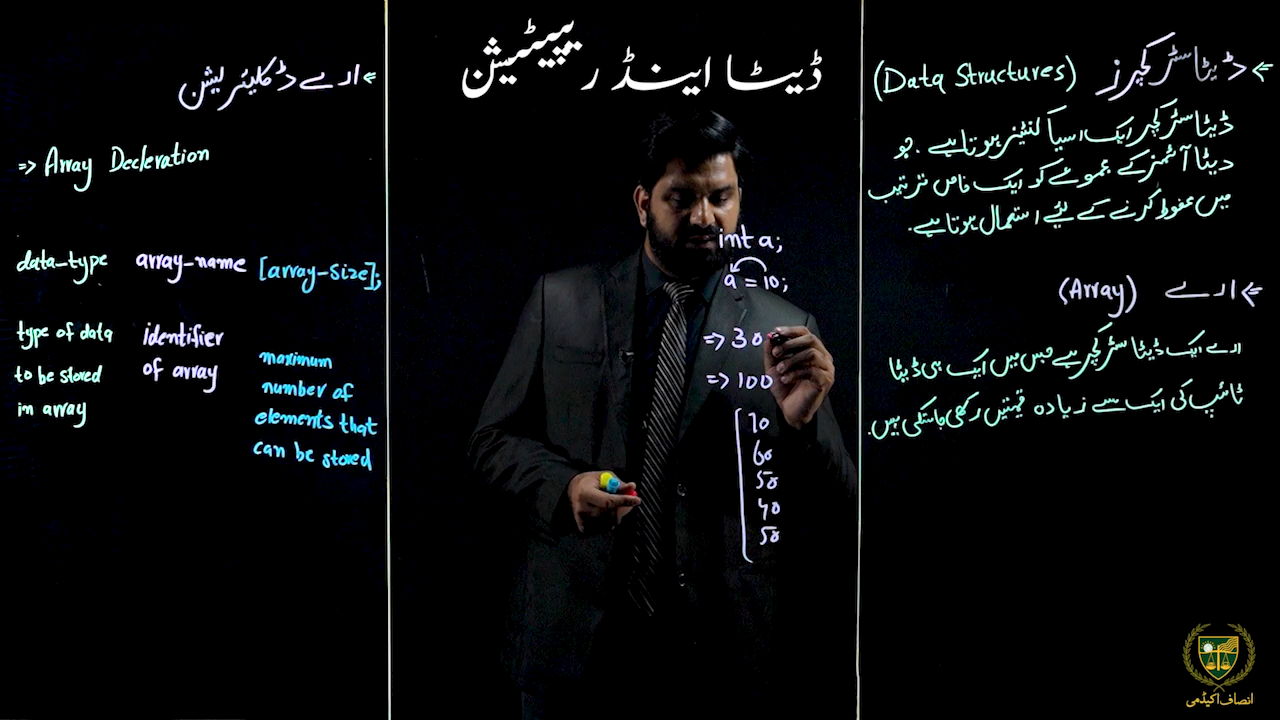 ڈیٹا اینڈ ریپیٹیشن
ڈیٹا سٹرکچرز (Data Structures)
ڈیٹا سٹرکچر ایک ایسا کنٹینر ہوتا ہے۔ جو
ڈیٹا آئٹمز کے مجموعے کو ایک خاص ترتیب
میں محفوظ کرنے کے لیے استعمال ہوتا ہے۔
ارے (Array)
ارے ایک ڈیٹا سٹرکچر ہے جس میں ایک ہی ڈیٹا
ٹائپ کی ایک سے زیادہ قیمتیں رکھی جاسکتی ہیں۔
int a;
a = 10;
=> 30
=> 100
70
60
50
40
50
ارے ڈکلیئریشن
=> Array Decleration
data-type array-name [array-size];
type of data
to be stored
in array
identifier
of array
maximum
number of
elements that
can be stored
انصاف اکیڈمی